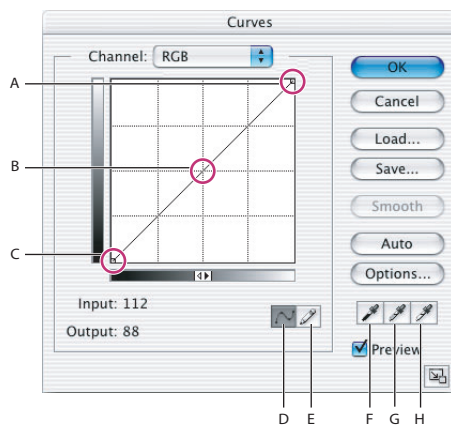 Curves
Channel: RGB
OK
Cancel
Load...
Save...
Smooth
Auto
Options...
Preview
Input: 112
Output: 88
A
B
C
D
E
F
G
H